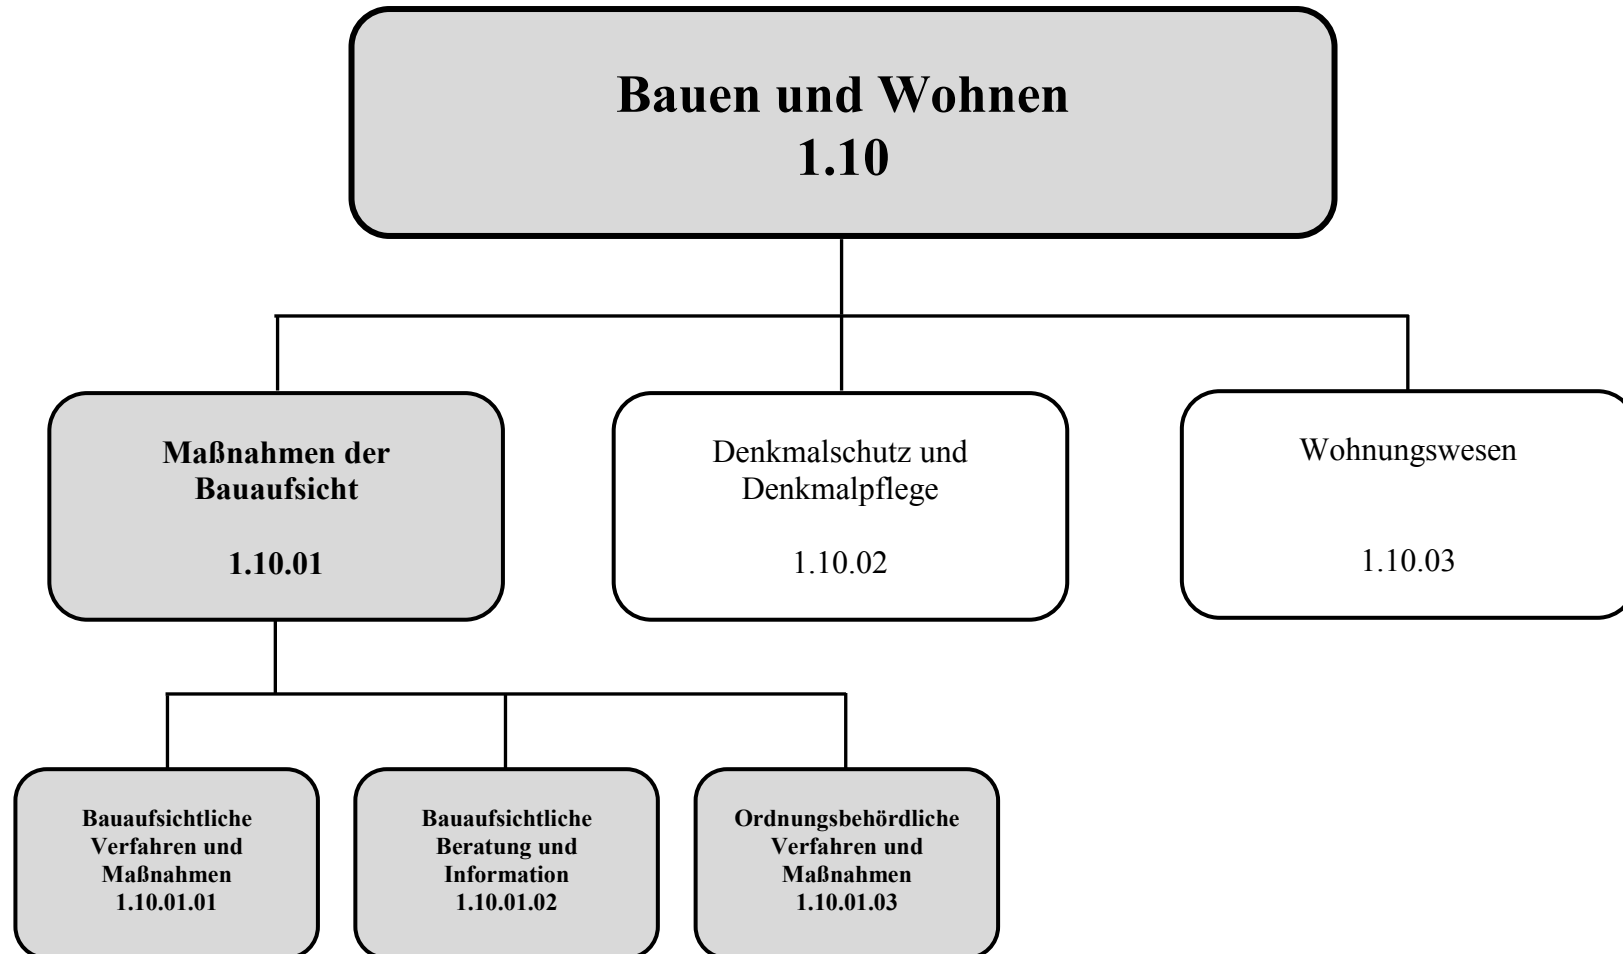 Bauen und Wohnen
1.10
Maßnahmen der
Bauaufsicht
1.10.01
Denkmalschutz und
Denkmalpflege
1.10.02
Wohnungswesen
1.10.03
Bauaufsichtliche
Verfahren und
Maßnahmen
1.10.01.01
Bauaufsichtliche
Beratung und
Information
1.10.01.02
Ordnungsbehördliche
Verfahren und
Maßnahmen
1.10.01.03